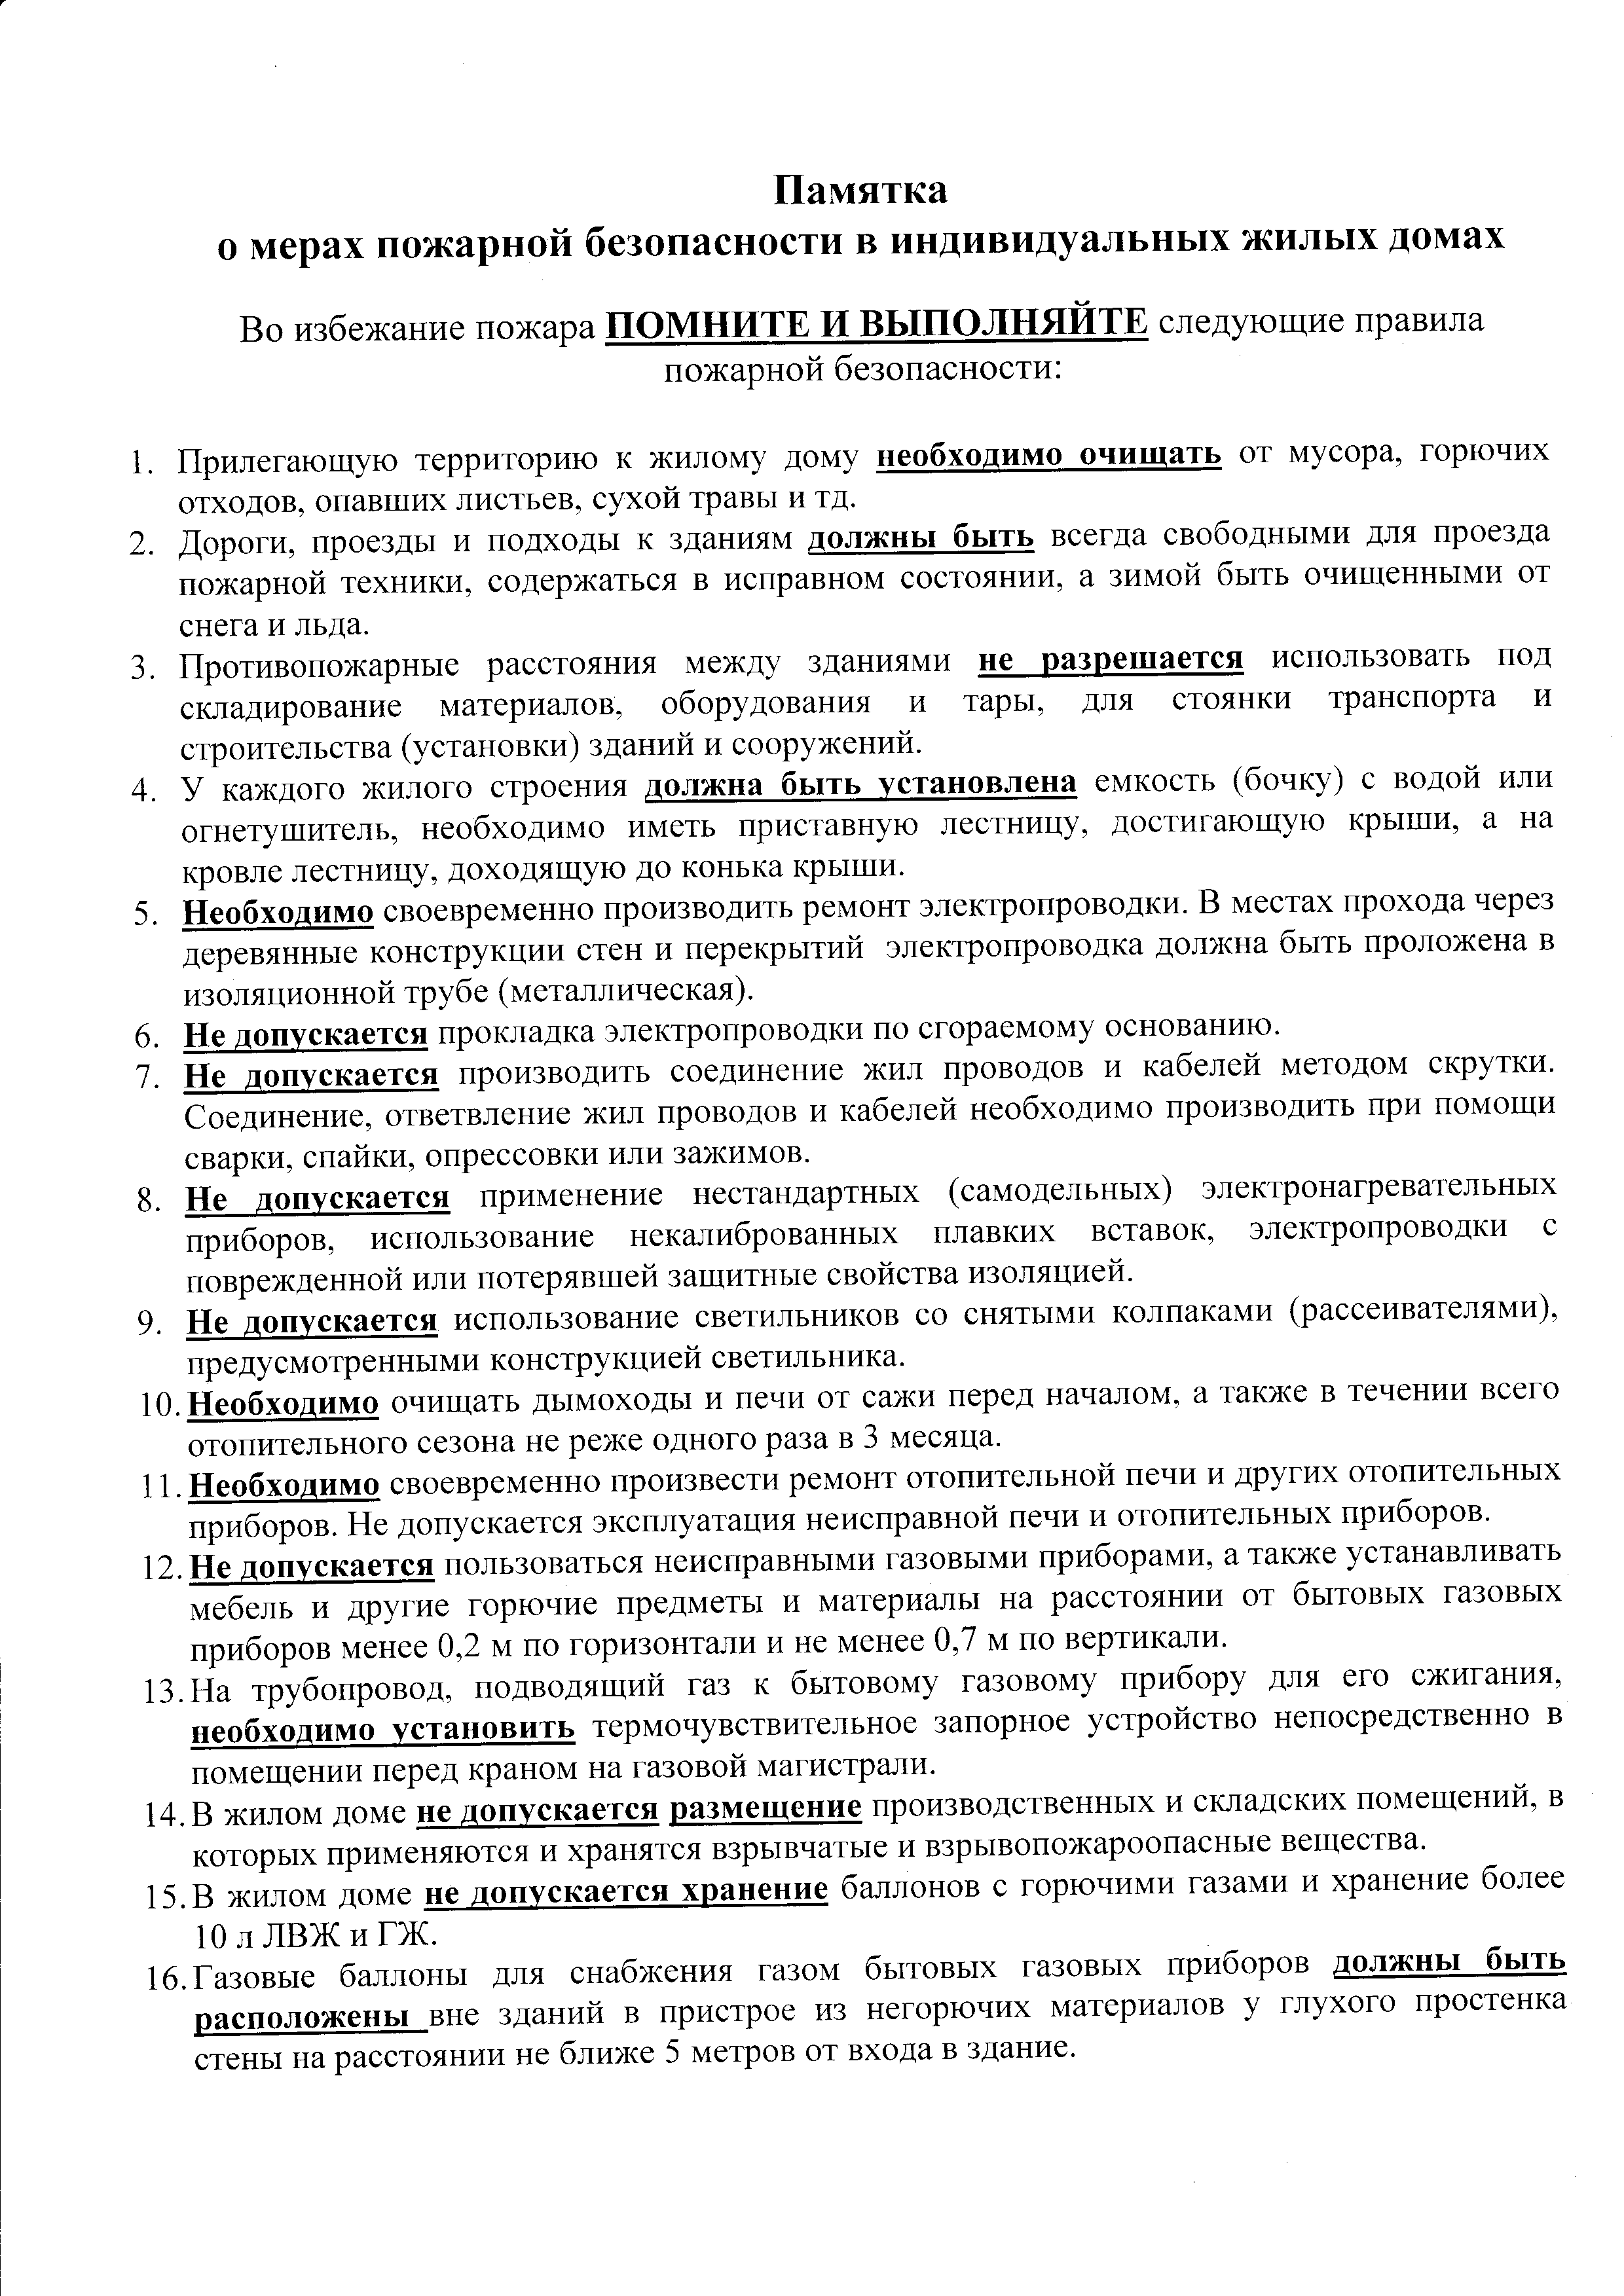 Памятка
о мерах пожарной безопасности в индивидуальных жилых домах
Во избежание пожара ПОМНИТЕ И ВЫПОЛНЯЙТЕ следующие правила
пожарной безопасности:
1. Прилегающую территорию к жилому дому необходимо очищать от мусора, горючих
отходов, опавших листьев, сухой травы и тд.
2. Дороги, проезды и подходы к зданиям должны быть всегда свободными для проезда
пожарной техники, содержаться в исправном состоянии, а зимой быть очищенными от
снега и льда.
3. Противопожарные расстояния между зданиями не разрешается использовать под
складирование материалов, оборудования и тары, для стоянки транспорта и
строительства (установки) зданий и сооружений.
4. У каждого жилого строения должна быть установлена емкость (бочку) с водой или
огнетушитель, необходимо иметь приставную лестницу, достигающую крыши, а на
кровле лестницу, доходящую до конька крыши.
5. Необходимо своевременно производить ремонт электропроводки. В местах прохода через
деревянные конструкции стен и перекрытий электропроводка должна быть проложена в
изоляционной трубе (металлическая).
6. Не допускается прокладка электропроводки по сгораемому основанию.
7. Не допускается производить соединение жил проводов и кабелей методом скрутки.
Соединение, ответвление жил проводов и кабелей необходимо производить при помощи
сварки, спайки, опрессовки или зажимов.
8. Не допускается применение нестандартных (самодельных) электронагревательных
приборов, использование некалиброванных плавких вставок, электропроводки с
поврежденной или потерявшей защитные свойства изоляцией.
9. Не допускается использование светильников со снятыми колпаками (рассеивателями),
предусмотренными конструкцией светильника.
10. Необходимо очищать дымоходы и печи от сажи перед началом, а также в течении всего
отопительного сезона не реже одного раза в 3 месяца.
11. Необходимо своевременно произвести ремонт отопительной печи и других отопительных
приборов. Не допускается эксплуатация неисправной печи и отопительных приборов.
12. Не допускается пользоваться неисправными газовыми приборами, а также устанавливать
мебель и другие горючие предметы и материалы на расстоянии от бытовых газовых
приборов менее 0,2 м по горизонтали и не менее 0,7 м по вертикали.
13. На трубопровод, подводящий газ к бытовому газовому прибору для его сжигания,
необходимо установить термочувствительное запорное устройство непосредственно в
помещении перед краном на газовой магистрали.
14. В жилом доме не допускается размещение производственных и складских помещений, в
которых применяются и хранятся взрывчатые и взрывопожароопасные вещества.
15. В жилом доме не допускается хранение баллонов с горючими газами и хранение более
10 л ЛВЖ и ГЖ.
16. Газовые баллоны для снабжения газом бытовых газовых приборов должны быть
расположены вне зданий в пристрое из негорючих материалов у глухого простенка
стены на расстоянии не ближе 5 метров от входа в здание.